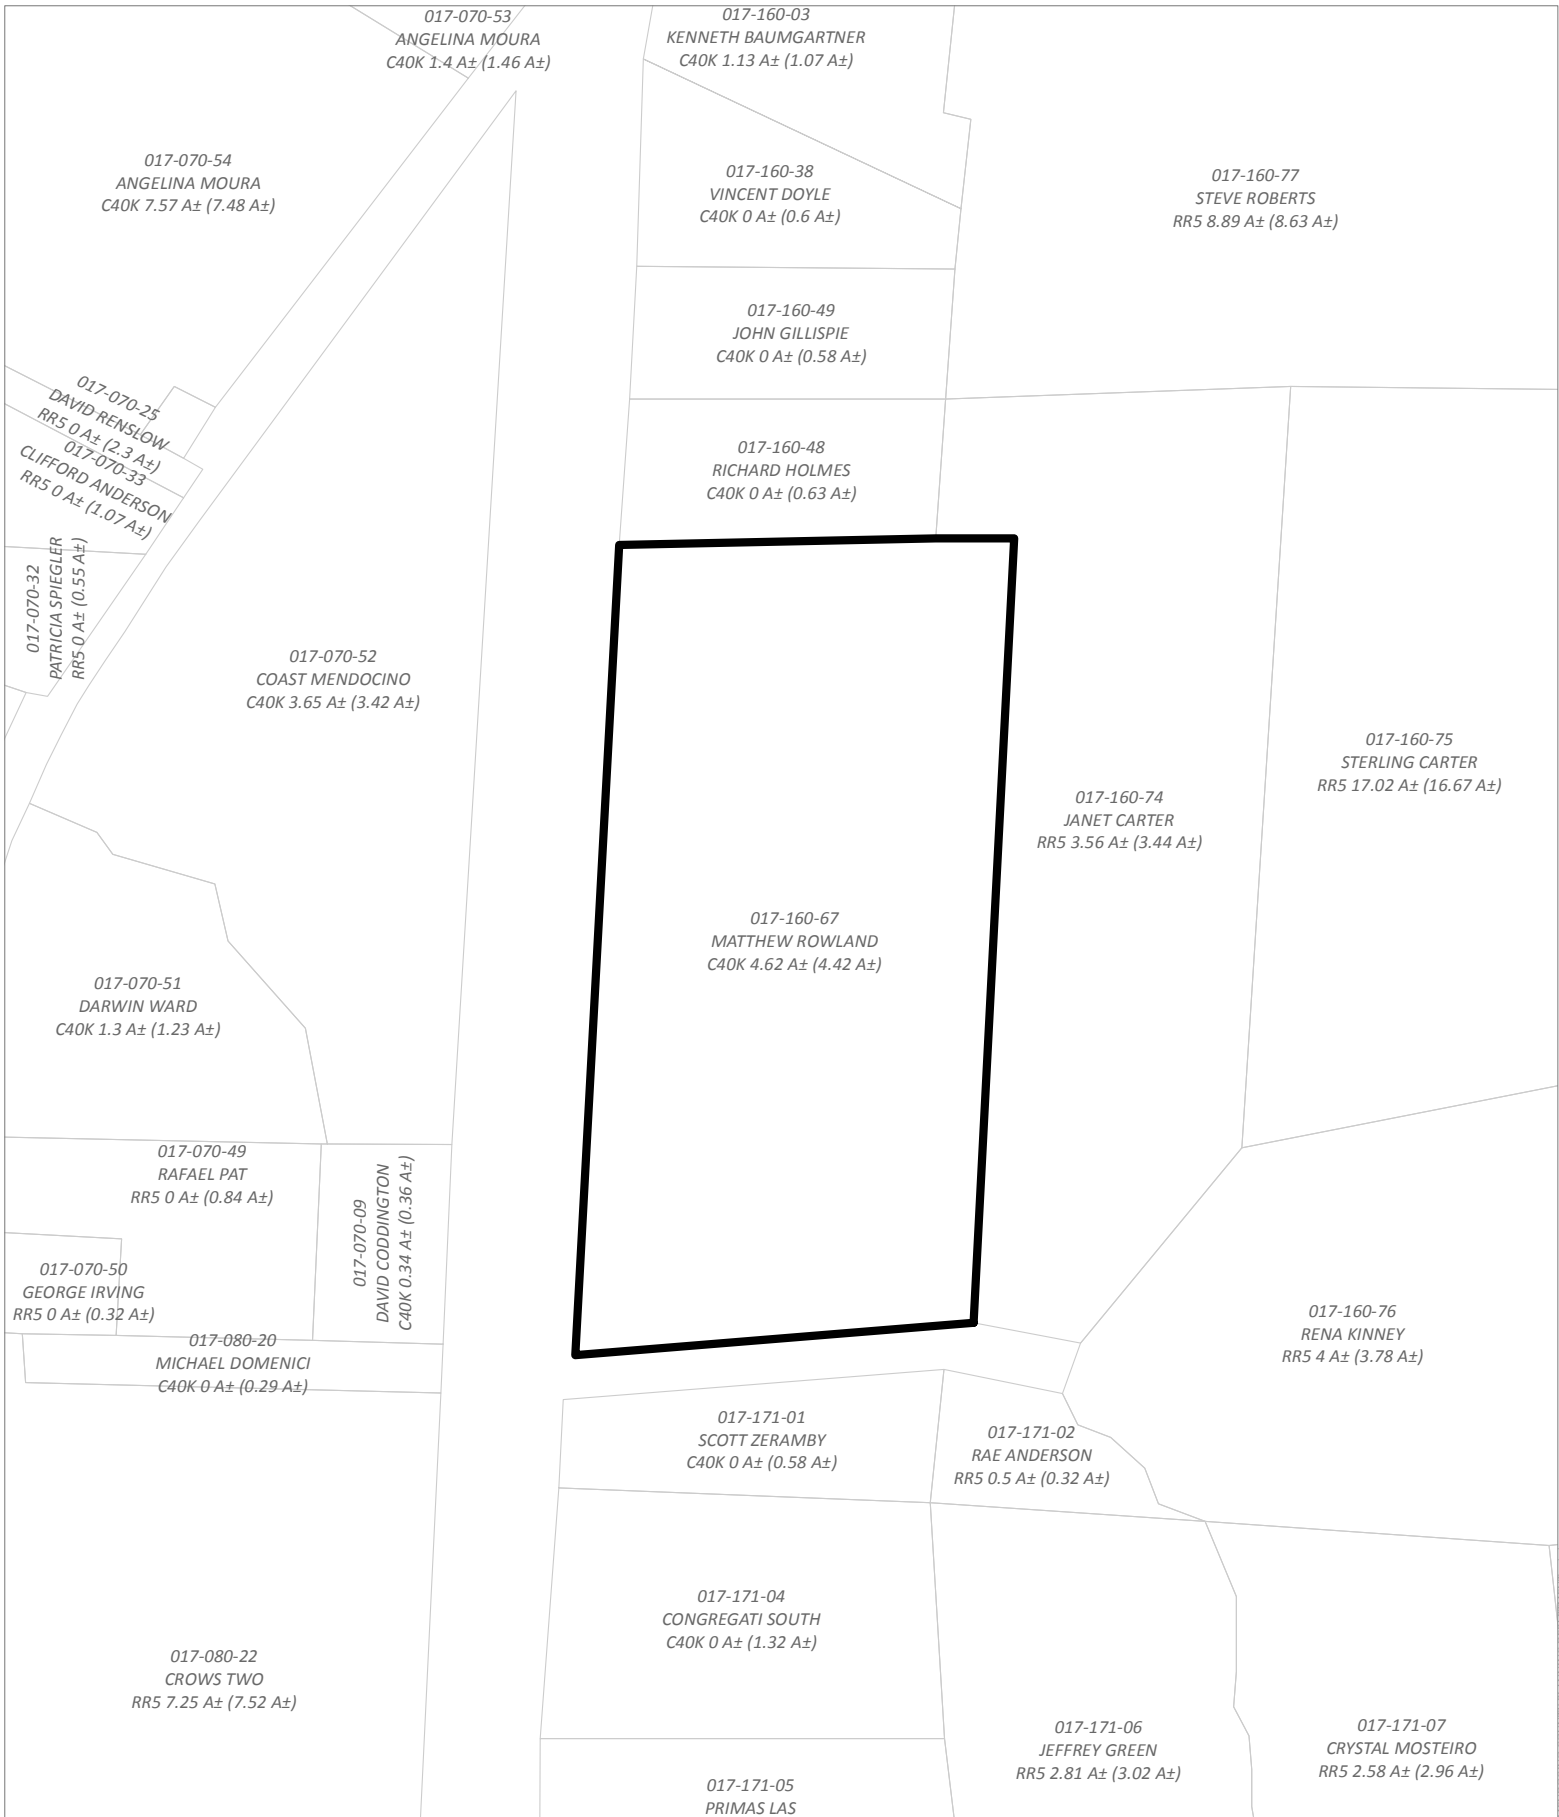 017-070-53
ANGELINA MOURA
C40K 1.4 A± (1.46 A±)
017-160-03
KENNETH BAUMGARTNER
C40K 1.13 A± (1.07 A±)
017-070-54
ANGELINA MOURA
C40K 7.57 A± (7.48 A±)
017-160-38
VINCENT DOYLE
C40K 0 A± (0.6 A±)
017-160-77
STEVE ROBERTS
RR5 8.89 A± (8.63 A±)
017-160-49
JOHN GILLISPIE
C40K 0 A± (0.58 A±)
017-070-25
DAVID RENSLOW
RR5 0 A± (2.3 A±)
017-070-33
CLIFFORD ANDERSON
RR5 0 A± (1.07 A±)
017-160-48
RICHARD HOLMES
C40K 0 A± (0.63 A±)
017-070-32
PATRICIA SPIEGLER
RR5 0 A± (0.55 A±)
017-070-52
COAST MENDOCINO
C40K 3.65 A± (3.42 A±)
017-160-75
STERLING CARTER
RR5 17.02 A± (16.67 A±)
017-160-74
JANET CARTER
RR5 3.56 A± (3.44 A±)
017-160-67
MATTHEW ROWLAND
C40K 4.62 A± (4.42 A±)
017-070-51
DARWIN WARD
C40K 1.3 A± (1.23 A±)
017-070-49
RAFAEL PAT
RR5 0 A± (0.84 A±)
017-070-09
DAVID CODDINGTON
C40K 0.34 A± (0.36 A±)
017-070-50
GEORGE IRVING
RR5 0 A± (0.32 A±)
017-080-20
MICHAEL DOMENICI
C40K 0 A± (0.29 A±)
017-160-76
RENA KINNEY
RR5 4 A± (3.78 A±)
017-171-01
SCOTT ZERAMBY
C40K 0 A± (0.58 A±)
017-171-02
RAE ANDERSON
RR5 0.5 A± (0.32 A±)
017-171-04
CONGREGATI SOUTH
C40K 0 A± (1.32 A±)
017-080-22
CROWS TWO
RR5 7.25 A± (7.52 A±)
017-171-06
JEFFREY GREEN
RR5 2.81 A± (3.02 A±)
017-171-07
CRYSTAL MOSTEIRO
RR5 2.58 A± (2.96 A±)
017-171-05
PRIMAS LAS